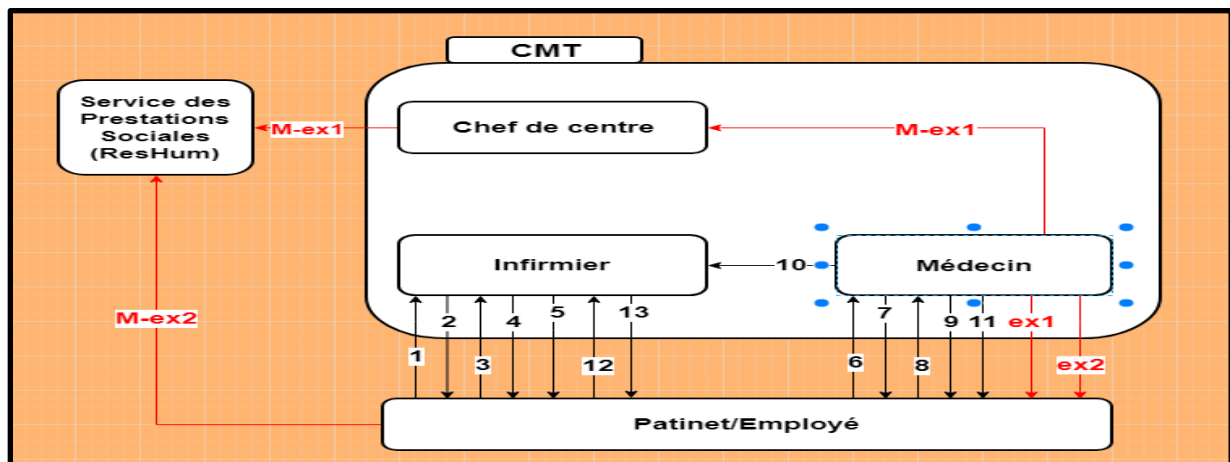 CMT
Service des
Prestations
Sociales
(ResHum)
M-ex1
Chef de centre
M-ex1
Infirmier
10
Médecin
M-ex2
1
2
3
4
5
12
13
6
7
8
9
11
ex1
ex2
Patinet/Employé